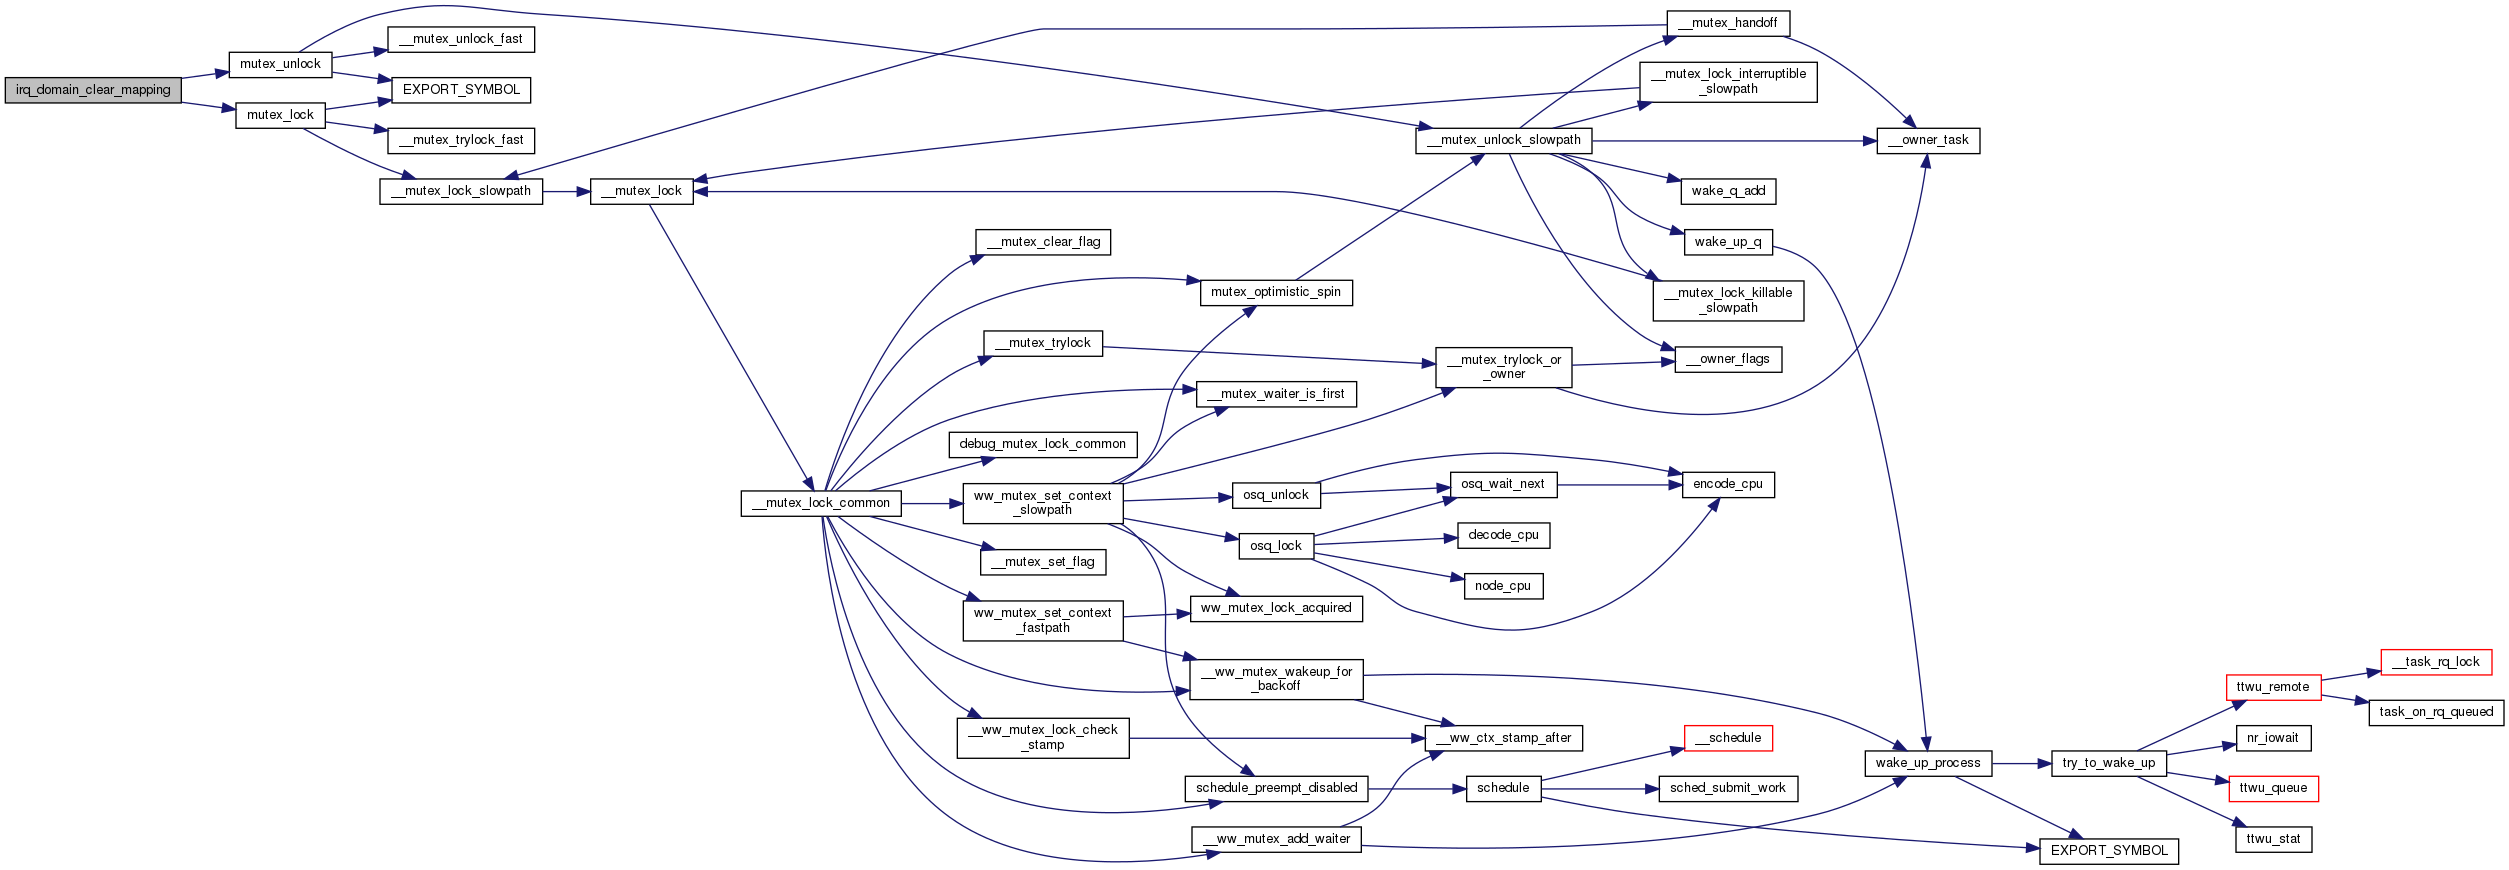 irq_domain_clear_mapping
mutex_unlock
mutex_lock
__mutex_unlock_fast
EXPORT_SYMBOL
__mutex_trylock_fast
__mutex_lock_slowpath
__mutex_lock
__mutex_lock_common
__mutex_clear_flag
__mutex_trylock
debug_mutex_lock_common
ww_mutex_set_context
_slowpath
__mutex_set_flag
ww_mutex_set_context
_fastpath
__ww_mutex_lock_check
_stamp
mutex_optimistic_spin
__mutex_waiter_is_first
osq_unlock
osq_lock
ww_mutex_lock_acquired
__ww_mutex_wakeup_for
_backoff
schedule_preempt_disabled
__ww_mutex_add_waiter
__mutex_unlock_slowpath
__mutex_trylock_or
_owner
osq_wait_next
decode_cpu
node_cpu
__ww_ctx_stamp_after
schedule
__mutex_handoff
__mutex_lock_interruptible
_slowpath
wake_q_add
wake_up_q
__mutex_lock_killable
_slowpath
__owner_flags
encode_cpu
__schedule
sched_submit_work
__owner_task
wake_up_process
try_to_wake_up
EXPORT_SYMBOL
ttwu_remote
nr_iowait
ttwu_queue
ttwu_stat
__task_rq_lock
task_on_rq_queued